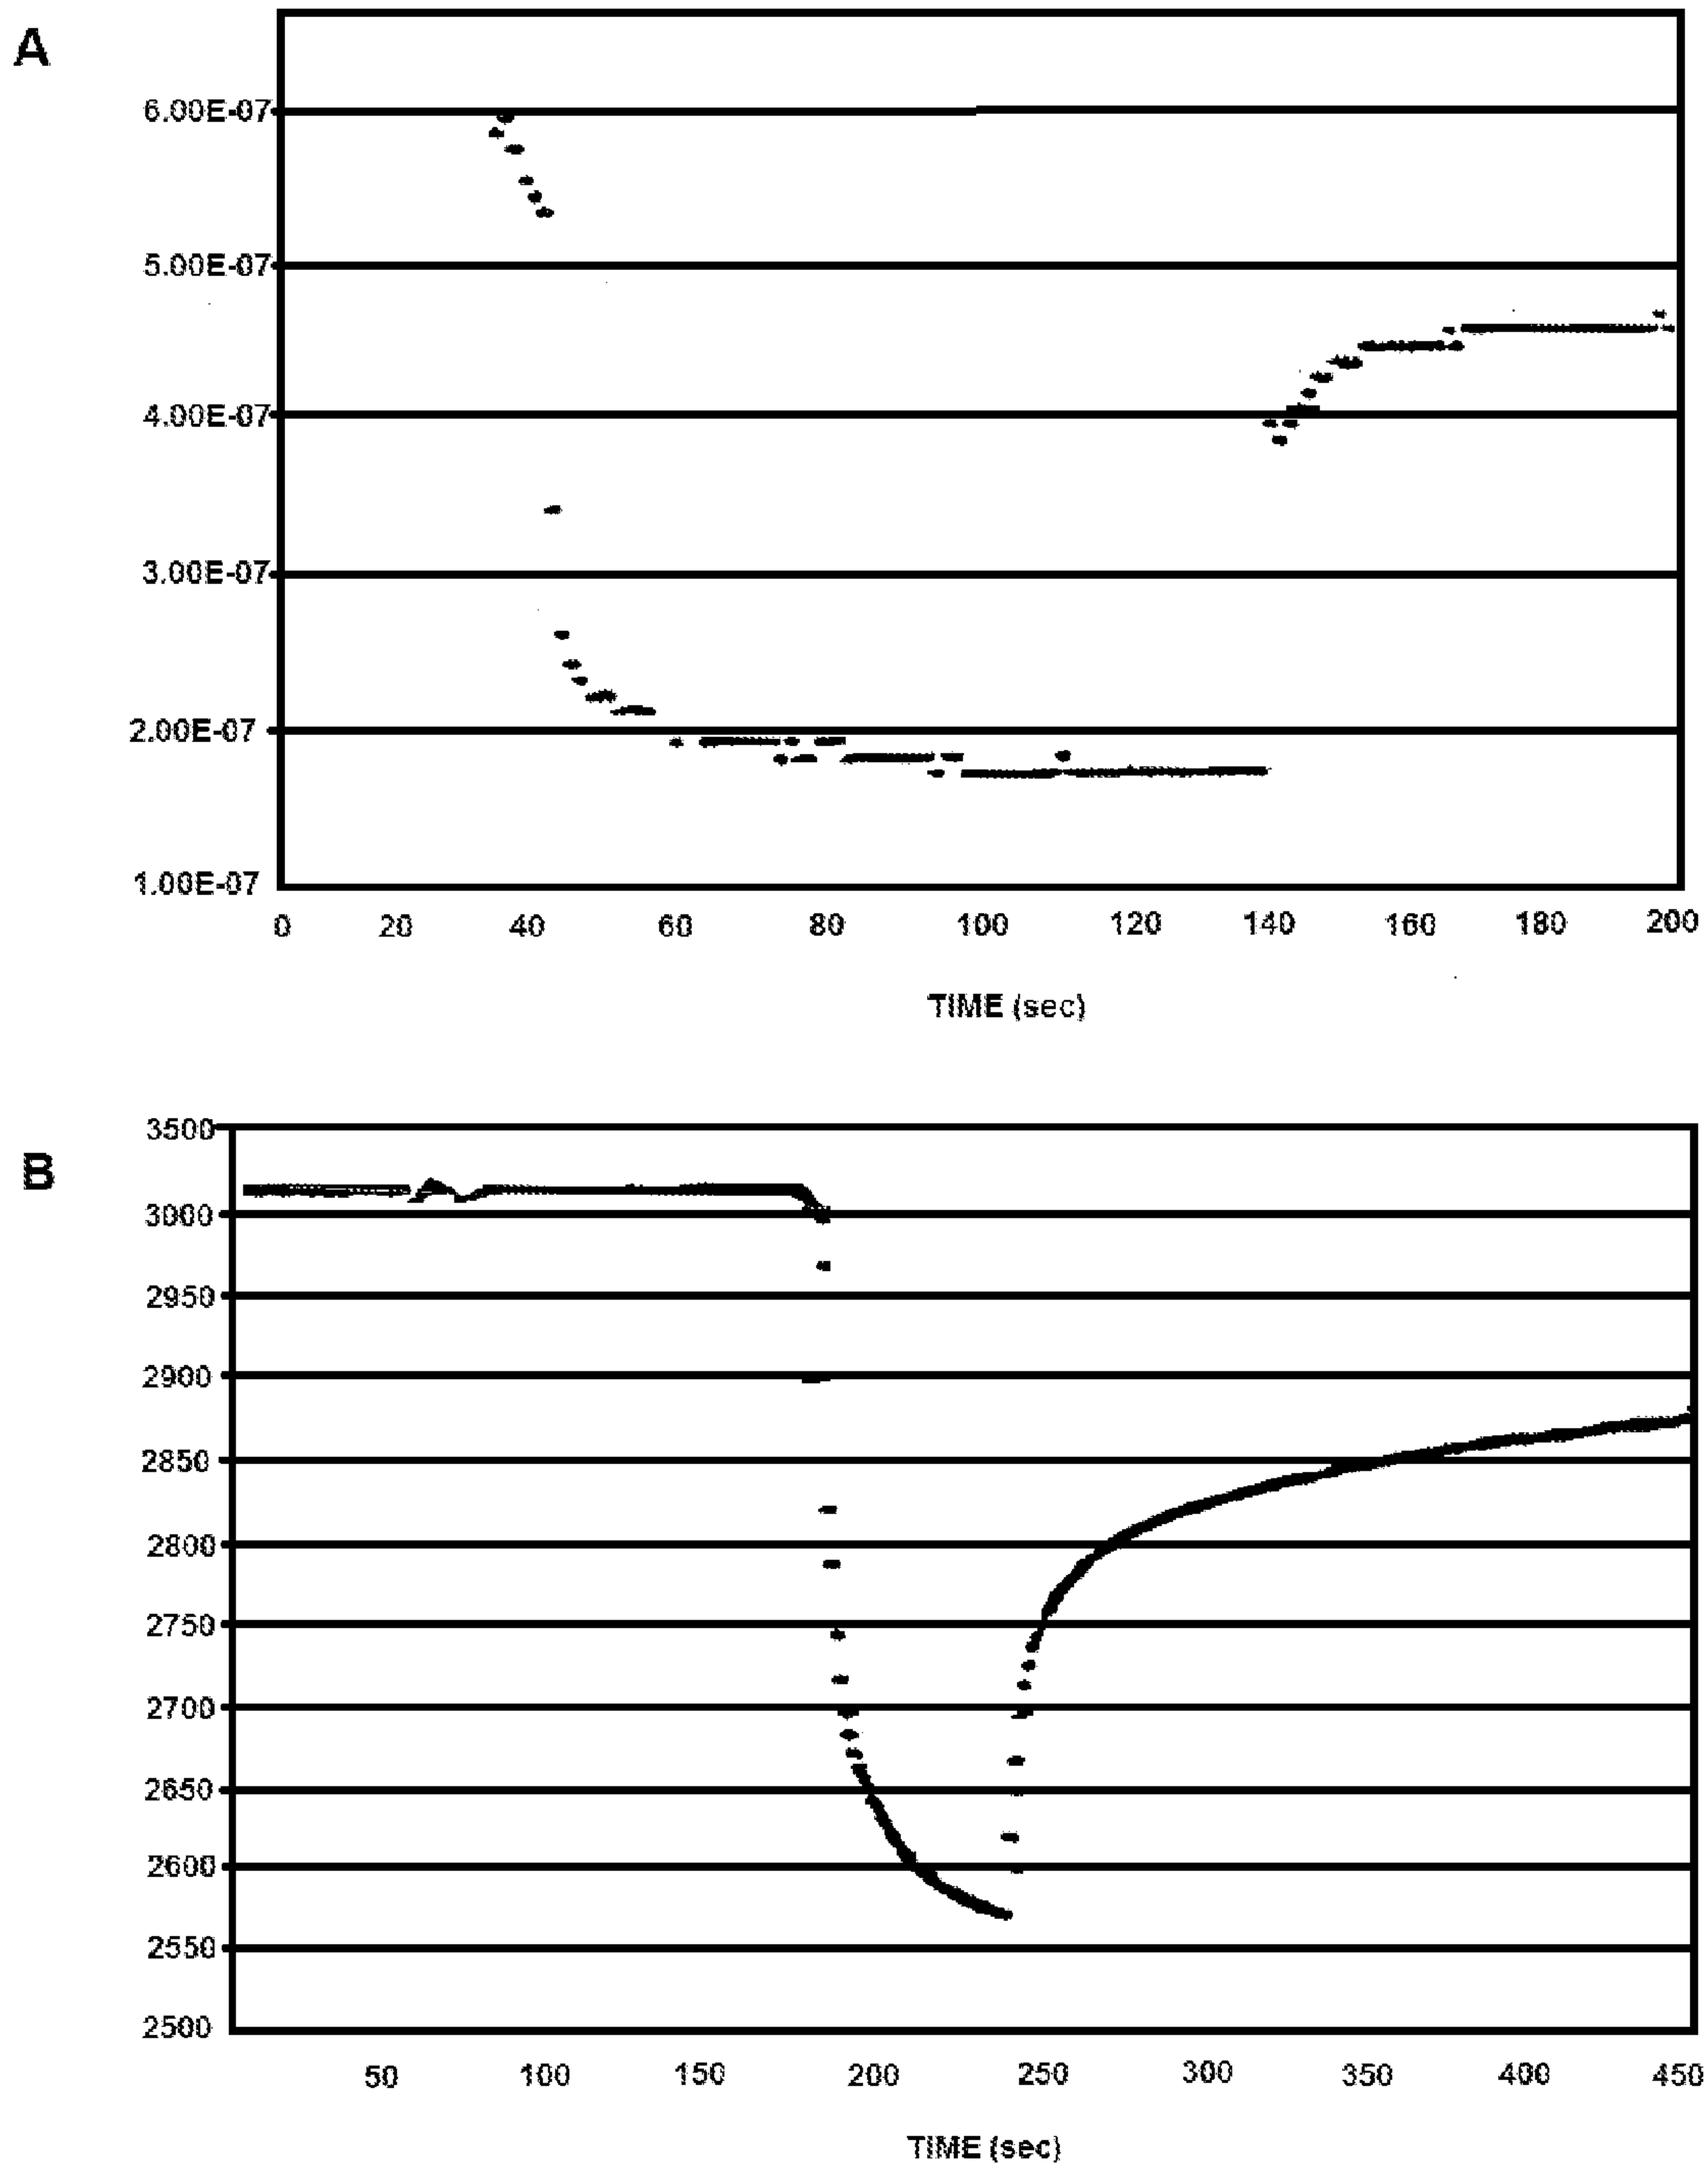 A
6.00E-07
5.00E-07
4.00E-07
3.00E-07
2.00E-07
1.00E-07
0 20 40 60 80 100 120 140 160 180 200
TIME (sec)
B
3500
3000
2950
2900
2850
2800
2750
2700
2650
2600
2550
2500
50 100 150 200 250 300 350 400 450
TIME (sec)